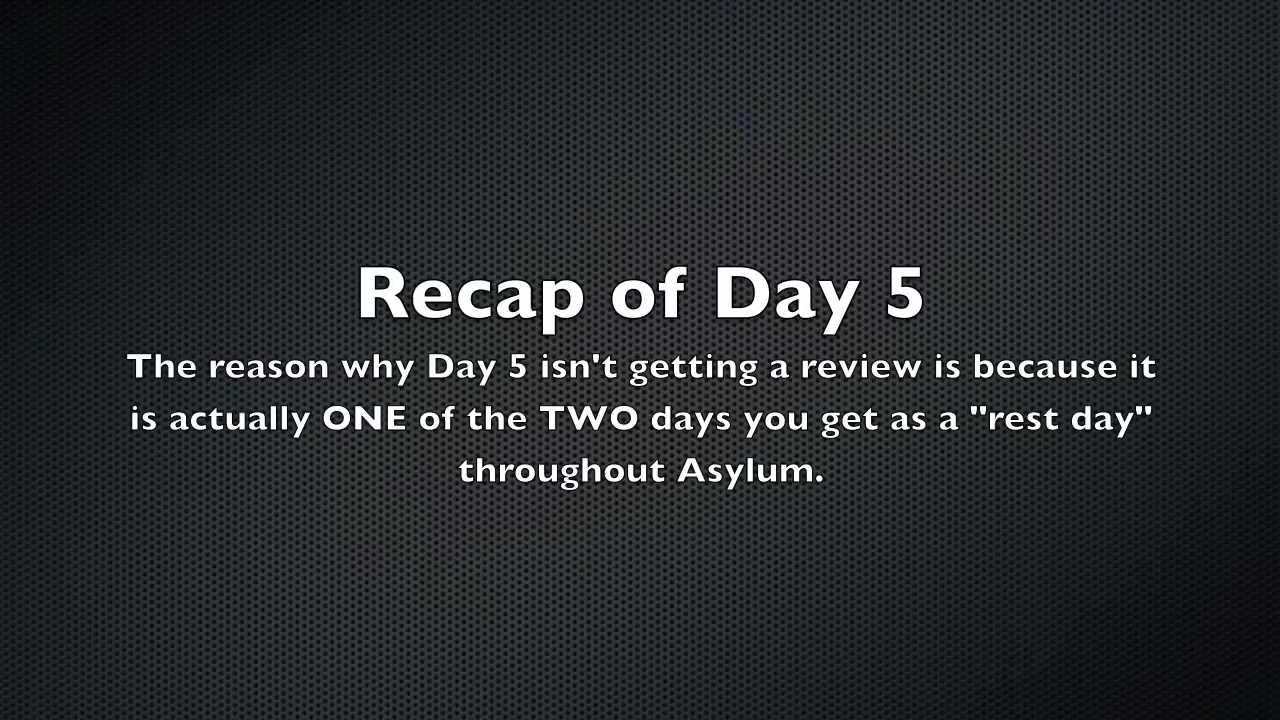 Recap of Day 5
The reason why Day 5 isn't getting a review is because it
is actually ONE of the TWO days you get as a "rest day"
throughout Asylum.